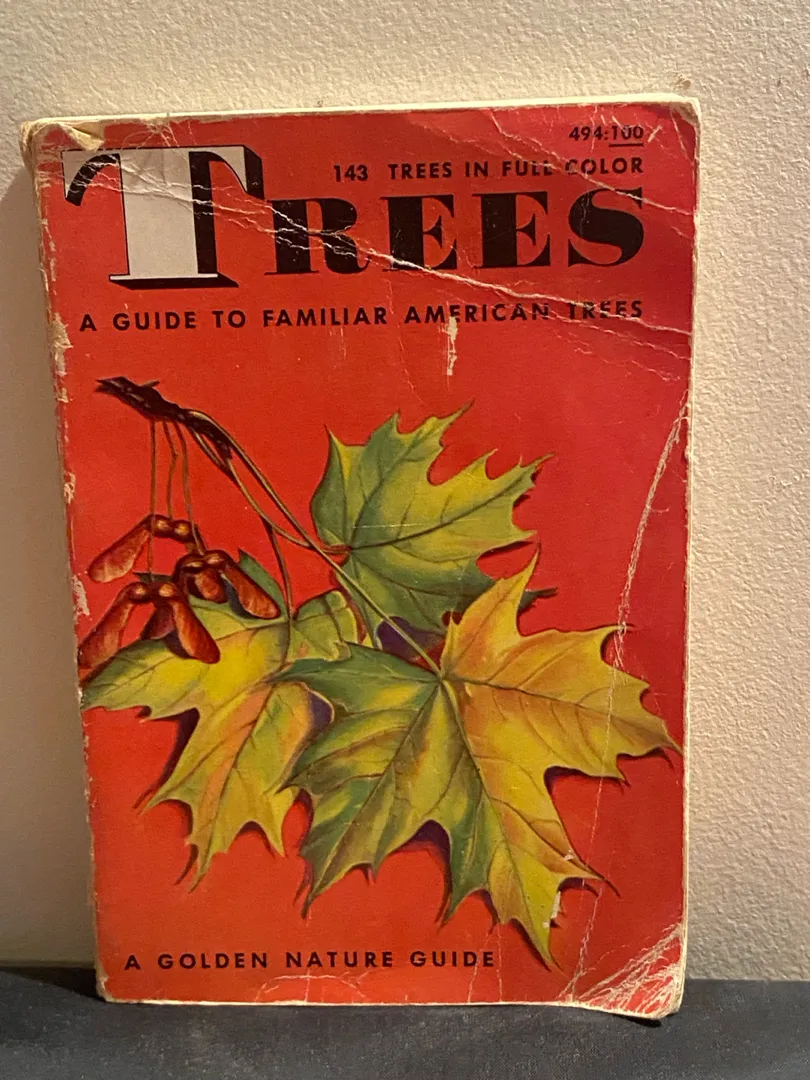 494:100
143 TREES IN FULL COLOR
TREES
A GUIDE TO FAMILIAR AMERICAN TREES
A GOLDEN NATURE GUIDE